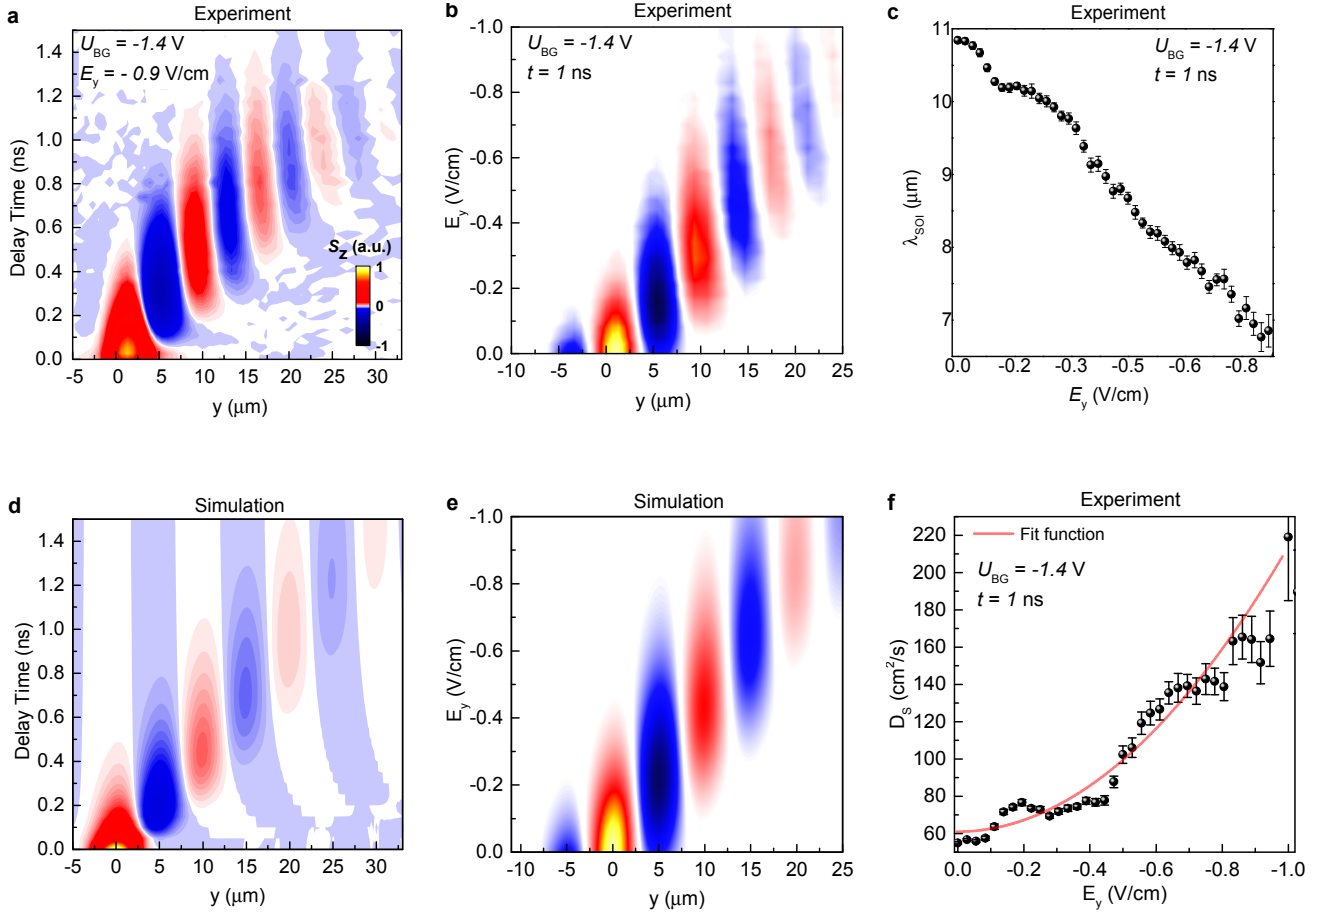 a
Experiment
U_BG = -1.4 V
E_y = - 0.9 V/cm
Delay Time (ns)
1.4
1.2
1.0
0.8
0.6
0.4
0.2
0.0
S_z (a.u.)
1
0
-1
-5 0 5 10 15 20 25 30
y (μm)
b
Experiment
U_BG = -1.4 V
t = 1 ns
E_y (V/cm)
-1.0
-0.8
-0.6
-0.4
-0.2
0.0
-10 -5 0 5 10 15 20 25
y (μm)
c
Experiment
U_BG = -1.4 V
t = 1 ns
λ_SOI (μm)
11
10
9
8
7
0.0 -0.2 -0.3 -0.5 -0.6 -0.8
E_y (V/cm)
d
Simulation
Delay Time (ns)
1.4
1.2
1.0
0.8
0.6
0.4
0.2
0.0
-5 0 5 10 15 20 25 30
y (μm)
e
Simulation
E_y (V/cm)
-1.0
-0.8
-0.6
-0.4
-0.2
0.0
-10 -5 0 5 10 15 20 25
y (μm)
f
Experiment
Fit function
U_BG = -1.4 V
t = 1 ns
D_S (cm²/s)
220
200
180
160
140
120
100
80
60
0.0 -0.2 -0.4 -0.6 -0.8 -1.0
E_y (V/cm)